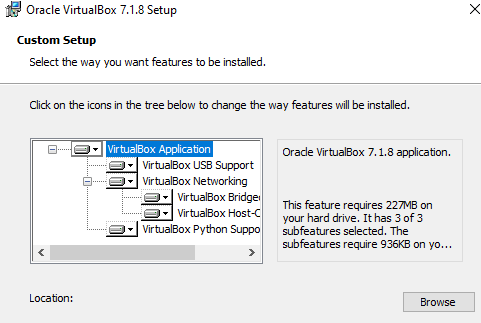 Oracle VirtualBox 7.1.8 Setup
Custom Setup
Select the way you want features to be installed.
Click on the icons in the tree below to change the way features will be installed.
VirtualBox Application
VirtualBox USB Support
VirtualBox Networking
VirtualBox Bridge
VirtualBox Host-C
VirtualBox Python Suppo
Oracle VirtualBox 7.1.8 application.
This feature requires 227MB on
your hard drive. It has 3 of 3
subfeatures selected. The
subfeatures require 936KB on yo...
Location:
Browse